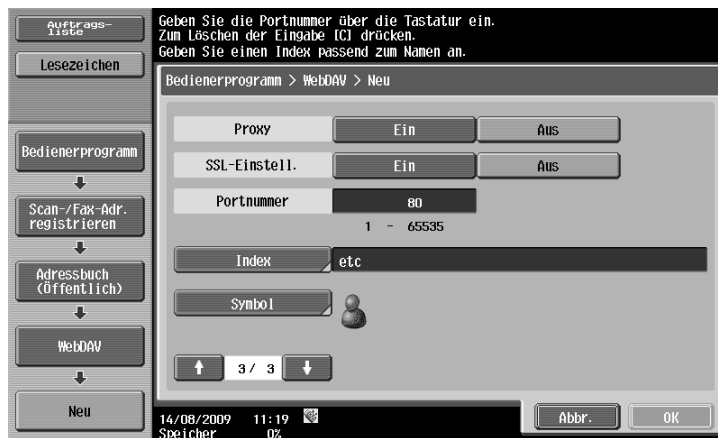 Auftrags-
liste
Lesezeichen
Bedienerprogramm
Scan-/Fax-Adr.
registrieren
Adressbuch
(Öffentlich)
WebDAV
Neu
Geben Sie die Portnummer über die Tastatur ein.
Zum Löschen der Eingabe [C] drücken.
Geben Sie einen Index passend zum Namen an.
Bedienerprogramm > WebDAV > Neu
Proxy Ein Aus
SSL-Einstell. Ein Aus
Portnummer 80
1 - 65535
Index etc
Symbol
3/ 3
14/08/2009 11:19
Speicher 0%
Abbr. OK